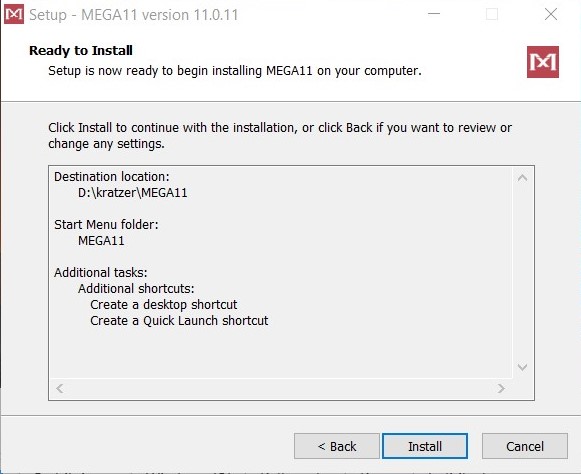 Setup - MEGA11 version 11.0.11
Ready to Install
Setup is now ready to begin installing MEGA11 on your computer.
Click Install to continue with the installation, or click Back if you want to review or
change any settings.
Destination location:
D:\kratzer\MEGA11
Start Menu folder:
MEGA11
Additional tasks:
Additional shortcuts:
Create a desktop shortcut
Create a Quick Launch shortcut
< Back
Install
Cancel